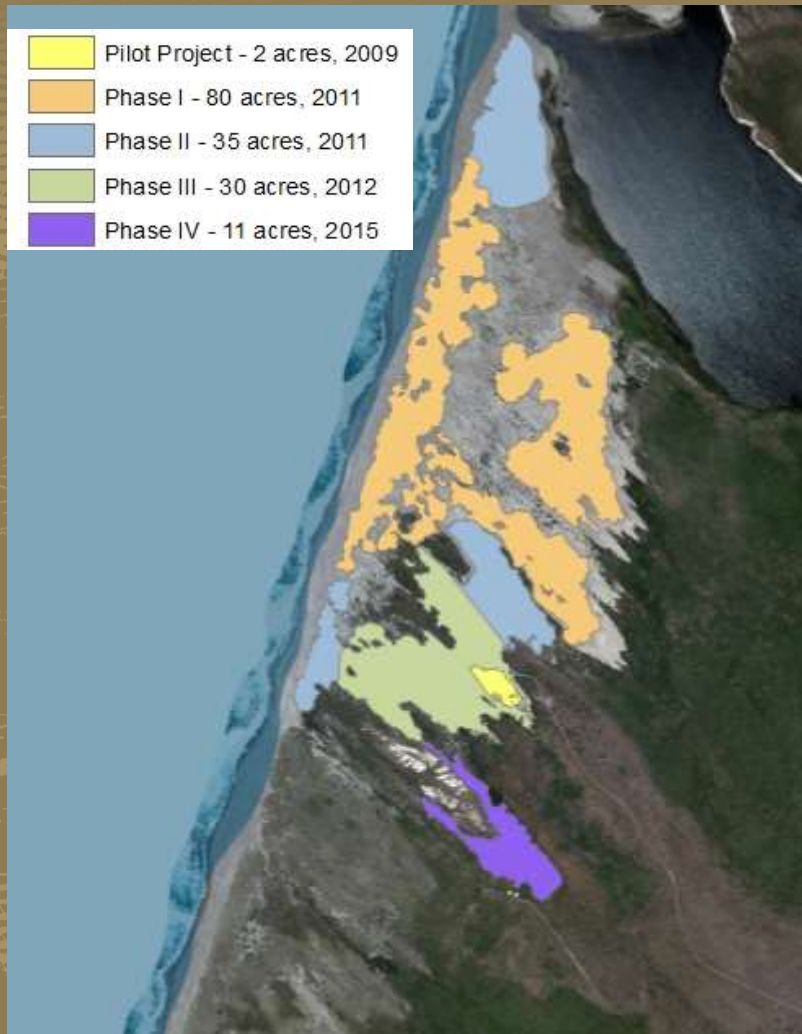 Pilot Project - 2 acres, 2009
Phase I - 80 acres, 2011
Phase II - 35 acres, 2011
Phase III - 30 acres, 2012
Phase IV - 11 acres, 2015